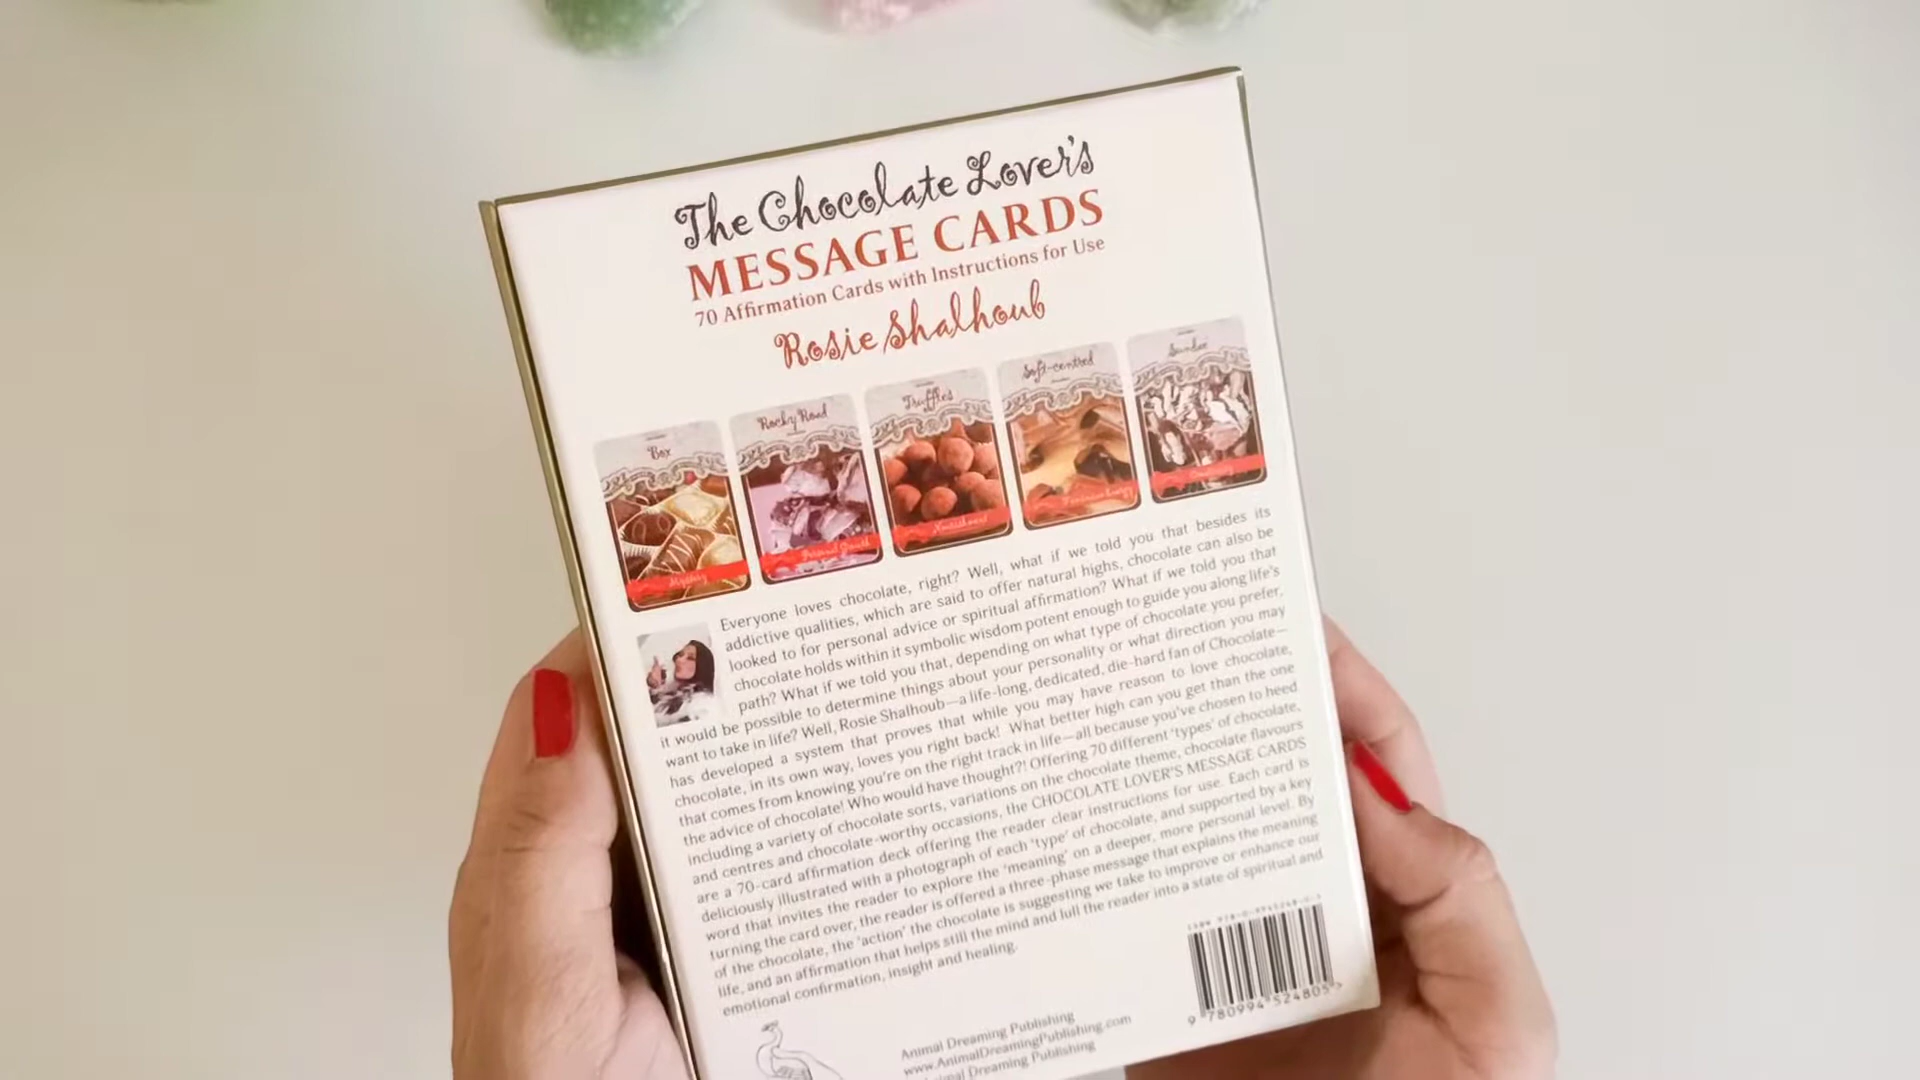 The Chocolate Lover's
MESSAGE CARDS
70 Affirmation Cards with Instructions for Use
Rosie Shalhoub
Box
Mystery
Rocky Road
Personal Growth
Truffles
Nourishment
Soft-centred
Feminine Energy
Sundae
Everyone loves chocolate, right? Well, what if we told you that besides its
addictive qualities, which are said to offer natural highs, chocolate can also be
looked to for personal advice or spiritual affirmation? What if we told you that
chocolate holds within it symbolic wisdom potent enough to guide you along life's
path? What if we told you that, depending on what type of chocolate you prefer,
it would be possible to determine things about your personality or what direction you may
want to take in life? Well, Rosie Shalhoub—a life-long, dedicated, die-hard fan of Chocolate—
has developed a system that proves that while you may have reason to love chocolate,
chocolate, in its own way, loves you right back! What better high can you get than the one
that comes from knowing you're on the right track in life—all because you've chosen to heed
the advice of chocolate! Who would have thought?! Offering 70 different 'types' of chocolate,
including a variety of chocolate sorts, variations on the chocolate theme, chocolate flavours
and centres and chocolate-worthy occasions, the CHOCOLATE LOVER'S MESSAGE CARDS
are a 70-card affirmation deck offering the reader clear instructions for use. Each card is
deliciously illustrated with a photograph of each 'type' of chocolate, and supported by a key
word that invites the reader to explore the 'meaning' on a deeper, more personal level. By
turning the card over, the reader is offered a three-phase message that explains the meaning
of the chocolate, the 'action' the chocolate is suggesting we take to improve or enhance our
life, and an affirmation that helps still the mind and lull the reader into a state of spiritual and
emotional confirmation, insight and healing.
9 780994 524805 >
Animal Dreaming Publishing
www.AnimalDreamingPublishing.com
Animal Dreaming Publishing